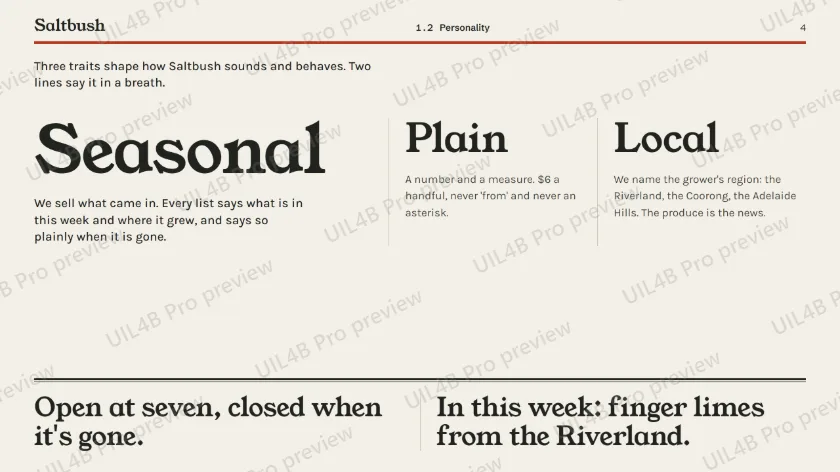 Saltbush
1.2 Personality
4
Three traits shape how Saltbush sounds and behaves. Two
lines say it in a breath.
Seasonal
We sell what came in. Every list says what is in
this week and where it grew, and says so
plainly when it is gone.
Plain
A number and a measure. $6 a
handful, never 'from' and never an
asterisk.
Local
We name the grower's region: the
Riverland, the Coorong, the Adelaide
Hills. The produce is the news.
Open at seven, closed when
it's gone.
In this week: finger limes
from the Riverland.
UIL4B Pro preview